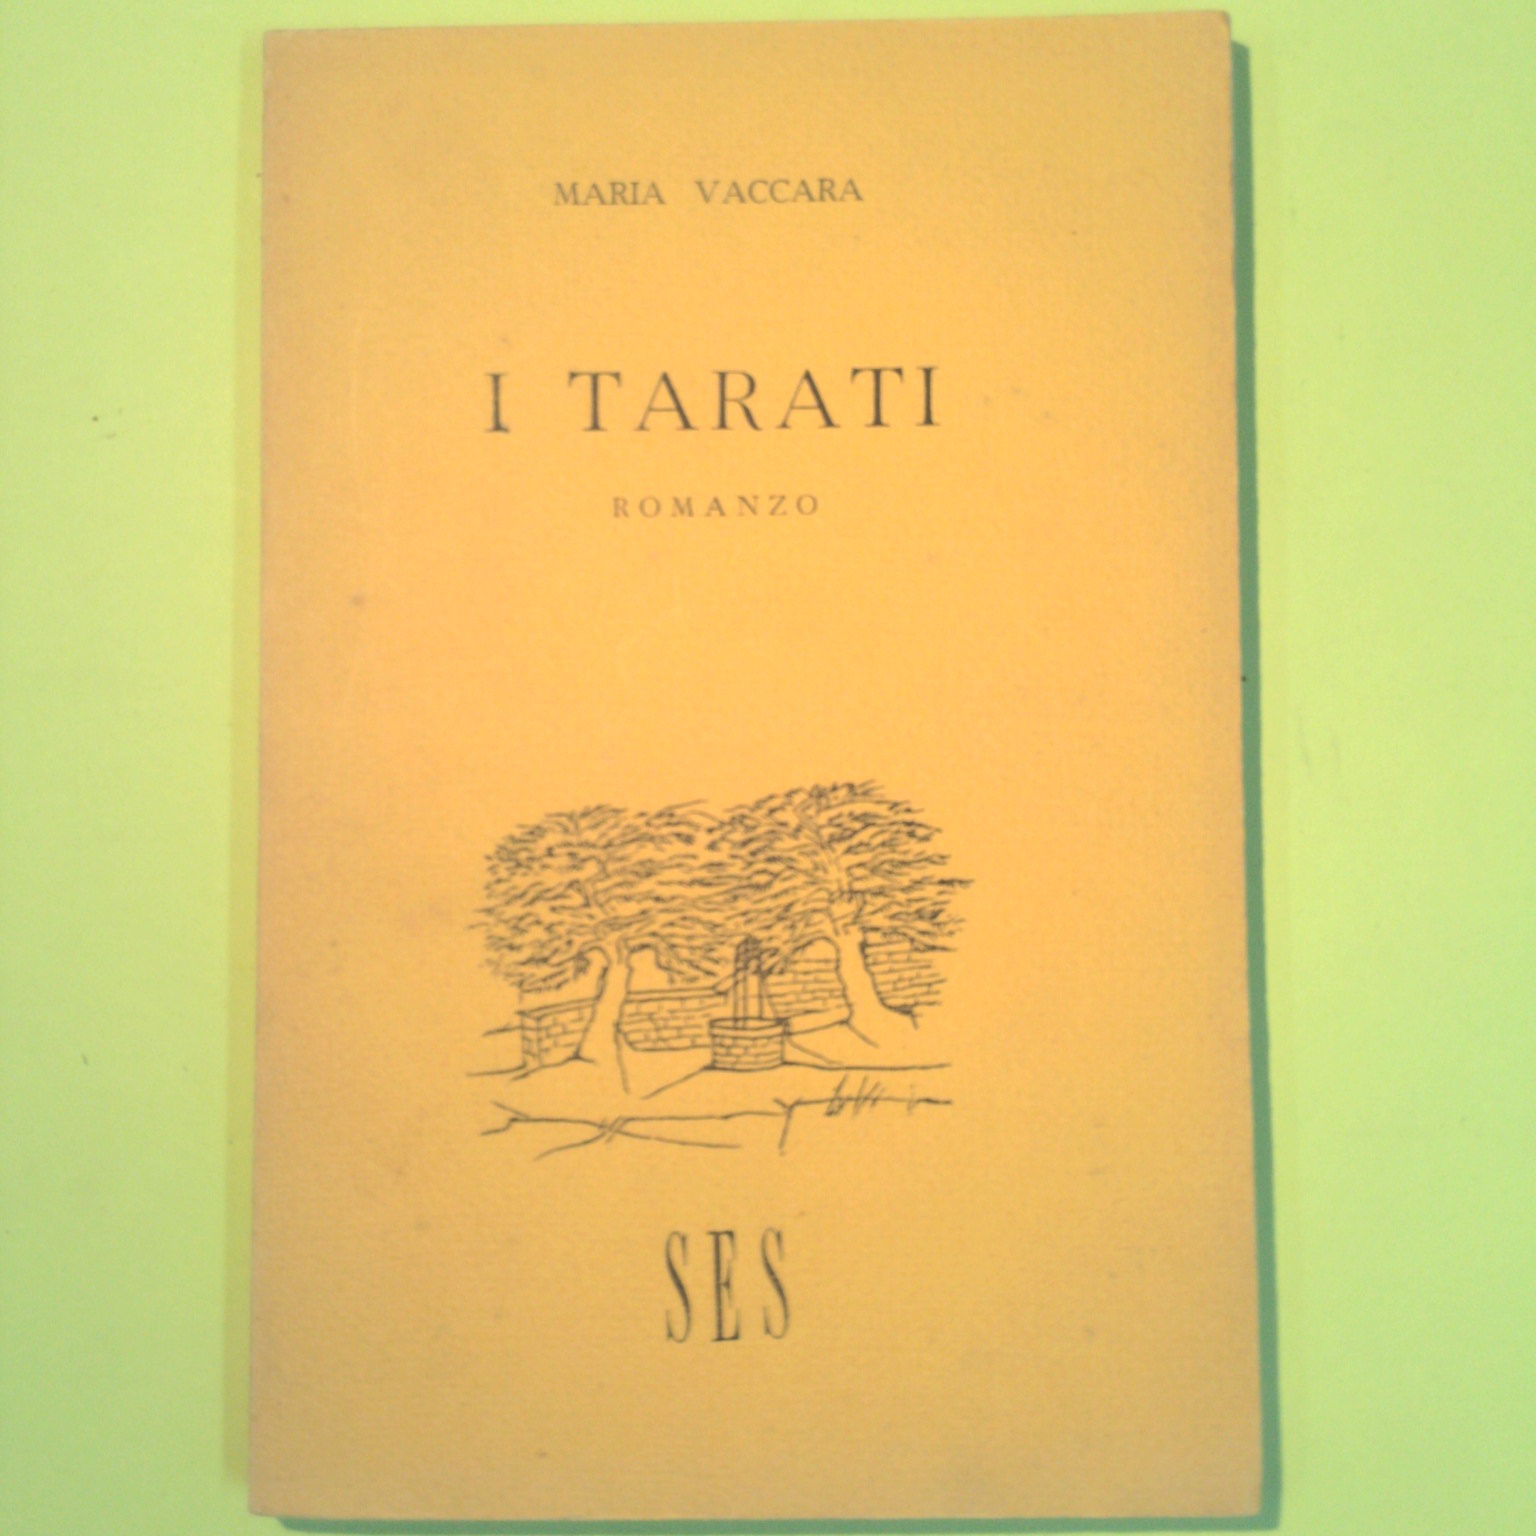 MARIA VACCARA
I TARATI
ROMANZO
SES